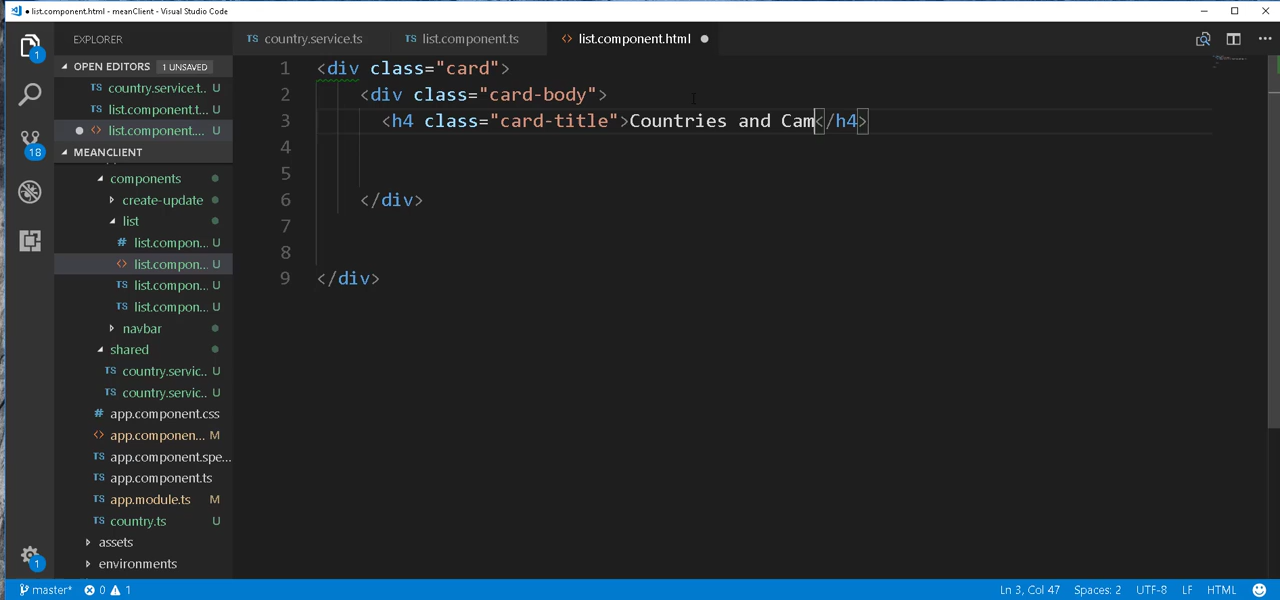 list.component.html - meanClient - Visual Studio Code
EXPLORER
country.service.ts
list.component.ts
<> list.component.html
1
OPEN EDITORS 1 UNSAVED
country.service.t... U
list.component.t... U
<> list.component.... U
18
MEANCLIENT
components
create-update
list
# list.compon... U
<> list.compon... U
TS list.compon... U
TS list.compon... U
navbar
shared
TS country.servic... U
TS country.servic... U
# app.component.css
<> app.componen... M
TS app.component.spe...
TS app.component.ts
TS app.module.ts M
TS country.ts U
assets
environments
1
1 <div class="card">
2 <div class="card-body">
3 <h4 class="card-title">Countries and Cam</h4>
4
5
6 </div>
7
8
9 </div>
master* 0 1
Ln 3, Col 47 Spaces: 2 UTF-8 LF HTML